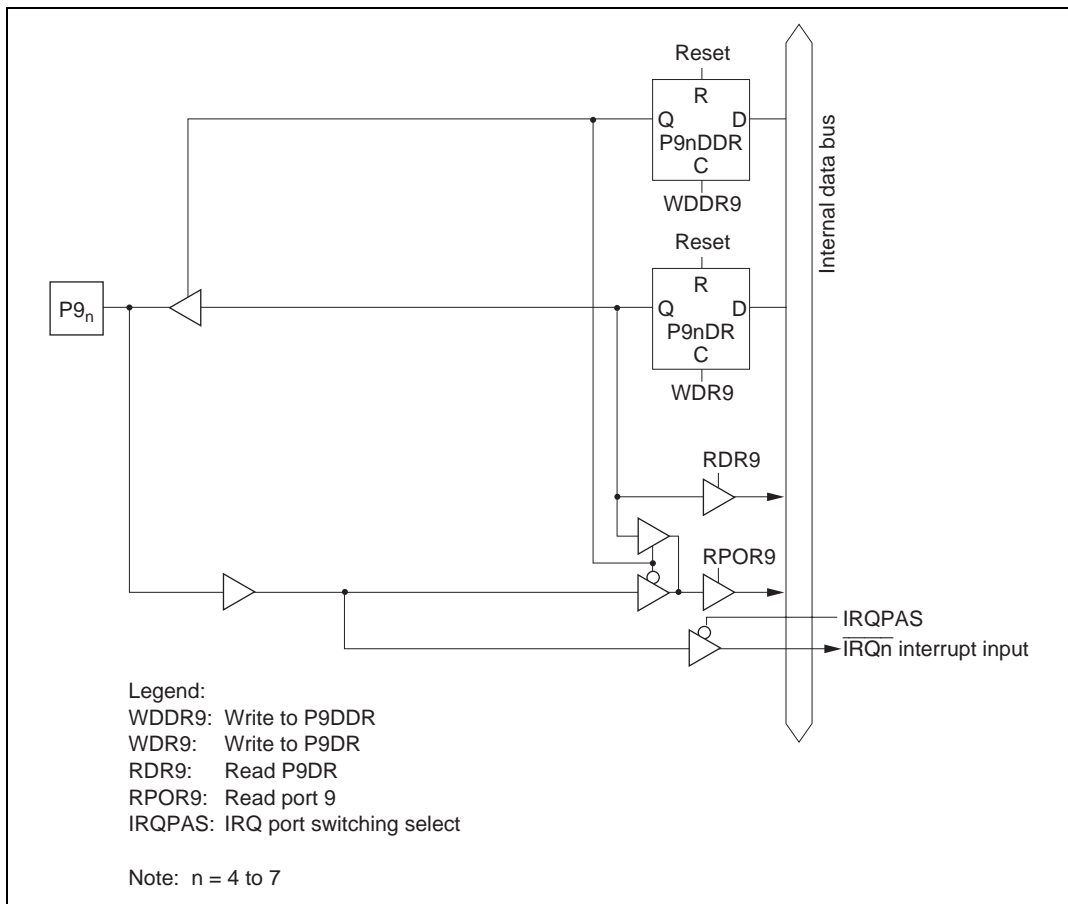 Reset
R
Q D
P9nDDR
C
WDDR9
Internal data bus
Reset
R
Q D
P9nDR
C
WDR9
P9n
RDR9
RPOR9
IRQPAS
IRQn interrupt input
Legend:
WDDR9: Write to P9DDR
WDR9: Write to P9DR
RDR9: Read P9DR
RPOR9: Read port 9
IRQPAS: IRQ port switching select
Note: n = 4 to 7